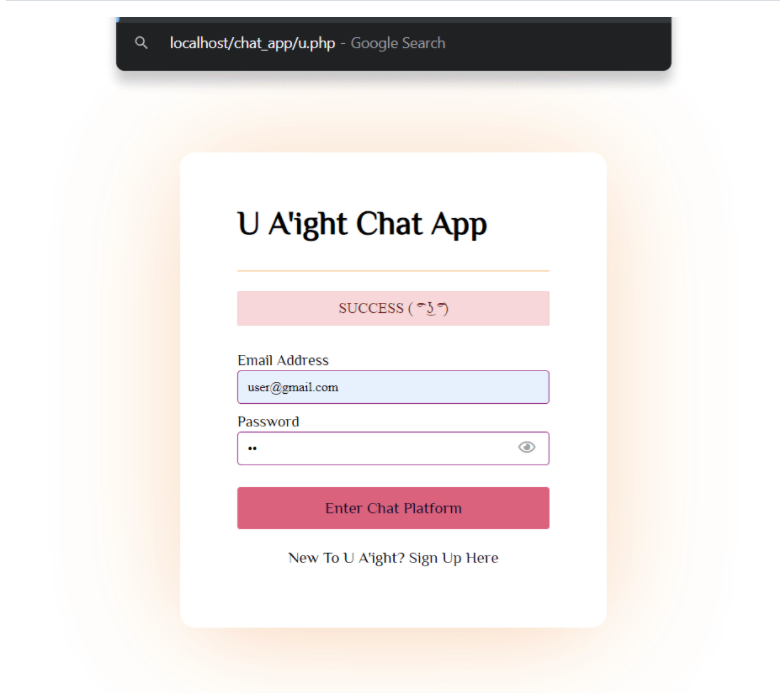 localhost/chat_app/u.php - Google Search
U A'ight Chat App
SUCCESS ( ͡° ͜ʖ ͡°)
Email Address
user@gmail.com
Password
••
Enter Chat Platform
New To U A'ight? Sign Up Here